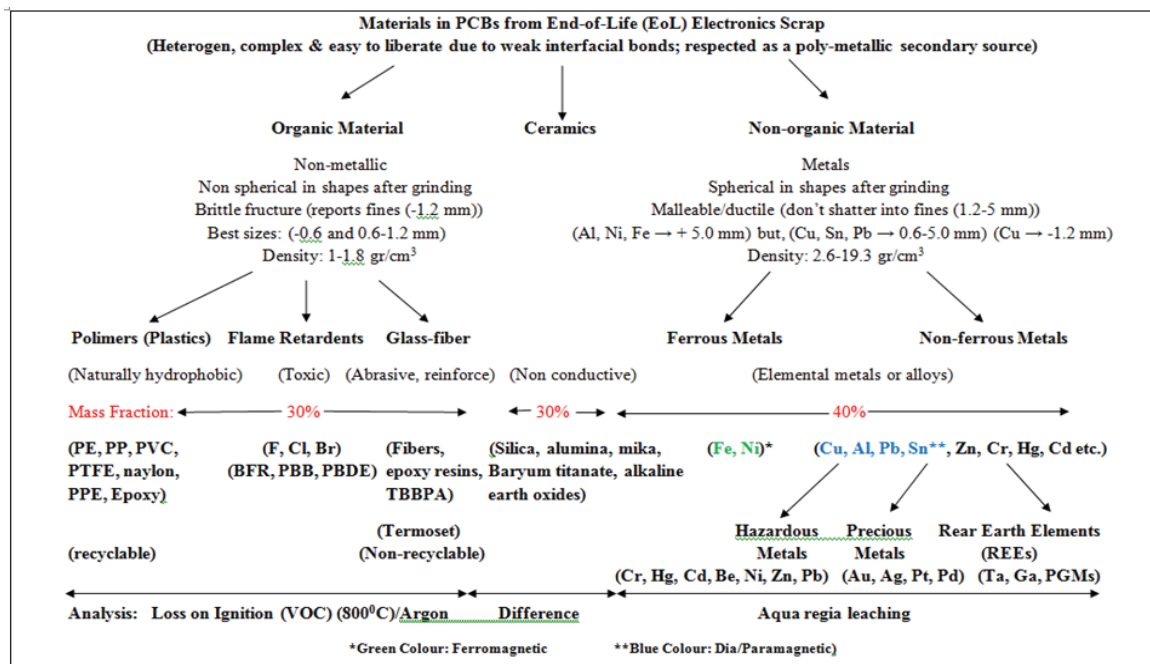 Materials in PCBs from End-of-Life (EoL) Electronics Scrap
(Heterogen, complex & easy to liberate due to weak interfacial bonds; respected as a poly-metallic secondary source)
Organic Material
Ceramics
Non-organic Material
Non-metallic
Non spherical in shapes after grinding
Brittle fructure (reports fines (-1.2 mm))
Best sizes: (-0.6 and 0.6-1.2 mm)
Density: 1-1.8 gr/cm³
Metals
Spherical in shapes after grinding
Malleable/ductile (don't shatter into fines (1.2-5 mm))
(Al, Ni, Fe → + 5.0 mm) but, (Cu, Sn, Pb → 0.6-5.0 mm) (Cu → -1.2 mm)
Density: 2.6-19.3 gr/cm³
Polimers (Plastics) Flame Retardents Glass-fiber Ferrous Metals Non-ferrous Metals
(Naturally hydrophobic) (Toxic) (Abrasive, reinforce) (Non conductive) (Elemental metals or alloys)
Mass Fraction: 30% 30% 40%
(PE, PP, PVC,
PTFE, naylon,
PPE, Epoxy)
(F, Cl, Br)
(BFR, PBB, PBDE)
(Fibers,
epoxy resins,
TBBPA)
(Silica, alumina, mika,
Baryum titanate, alkaline
earth oxides)
(Fe, Ni)*
(Cu, Al, Pb, Sn**, Zn, Cr, Hg, Cd etc.)
(recyclable)
(Termoset)
(Non-recyclable)
Hazardous
Metals
(Cr, Hg, Cd, Be, Ni, Zn, Pb)
Precious
Metals
(Au, Ag, Pt, Pd)
Rear Earth Elements
(REEs)
(Ta, Ga, PGMs)
Analysis: Loss on Ignition (VOC) (800⁰C)/Argon Difference Aqua regia leaching
*Green Colour: Ferromagnetic **Blue Colour: Dia/Paramagnetic)